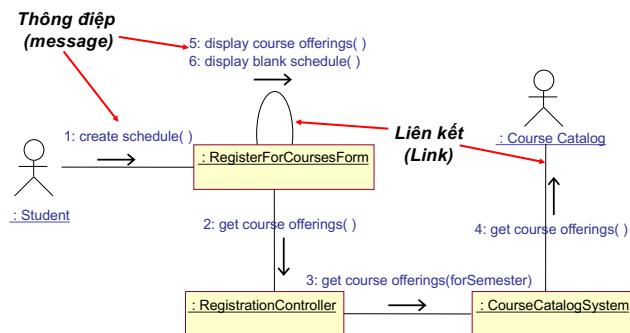 Thông điệp
(message)
5: display course offerings( )
6: display blank schedule( )
1: create schedule( )
Liên kết
(Link)
: Course Catalog
: RegisterForCoursesForm
: Student
2: get course offerings( )
4: get course offerings( )
3: get course offerings(forSemester)
: RegistrationController
: CourseCatalogSystem